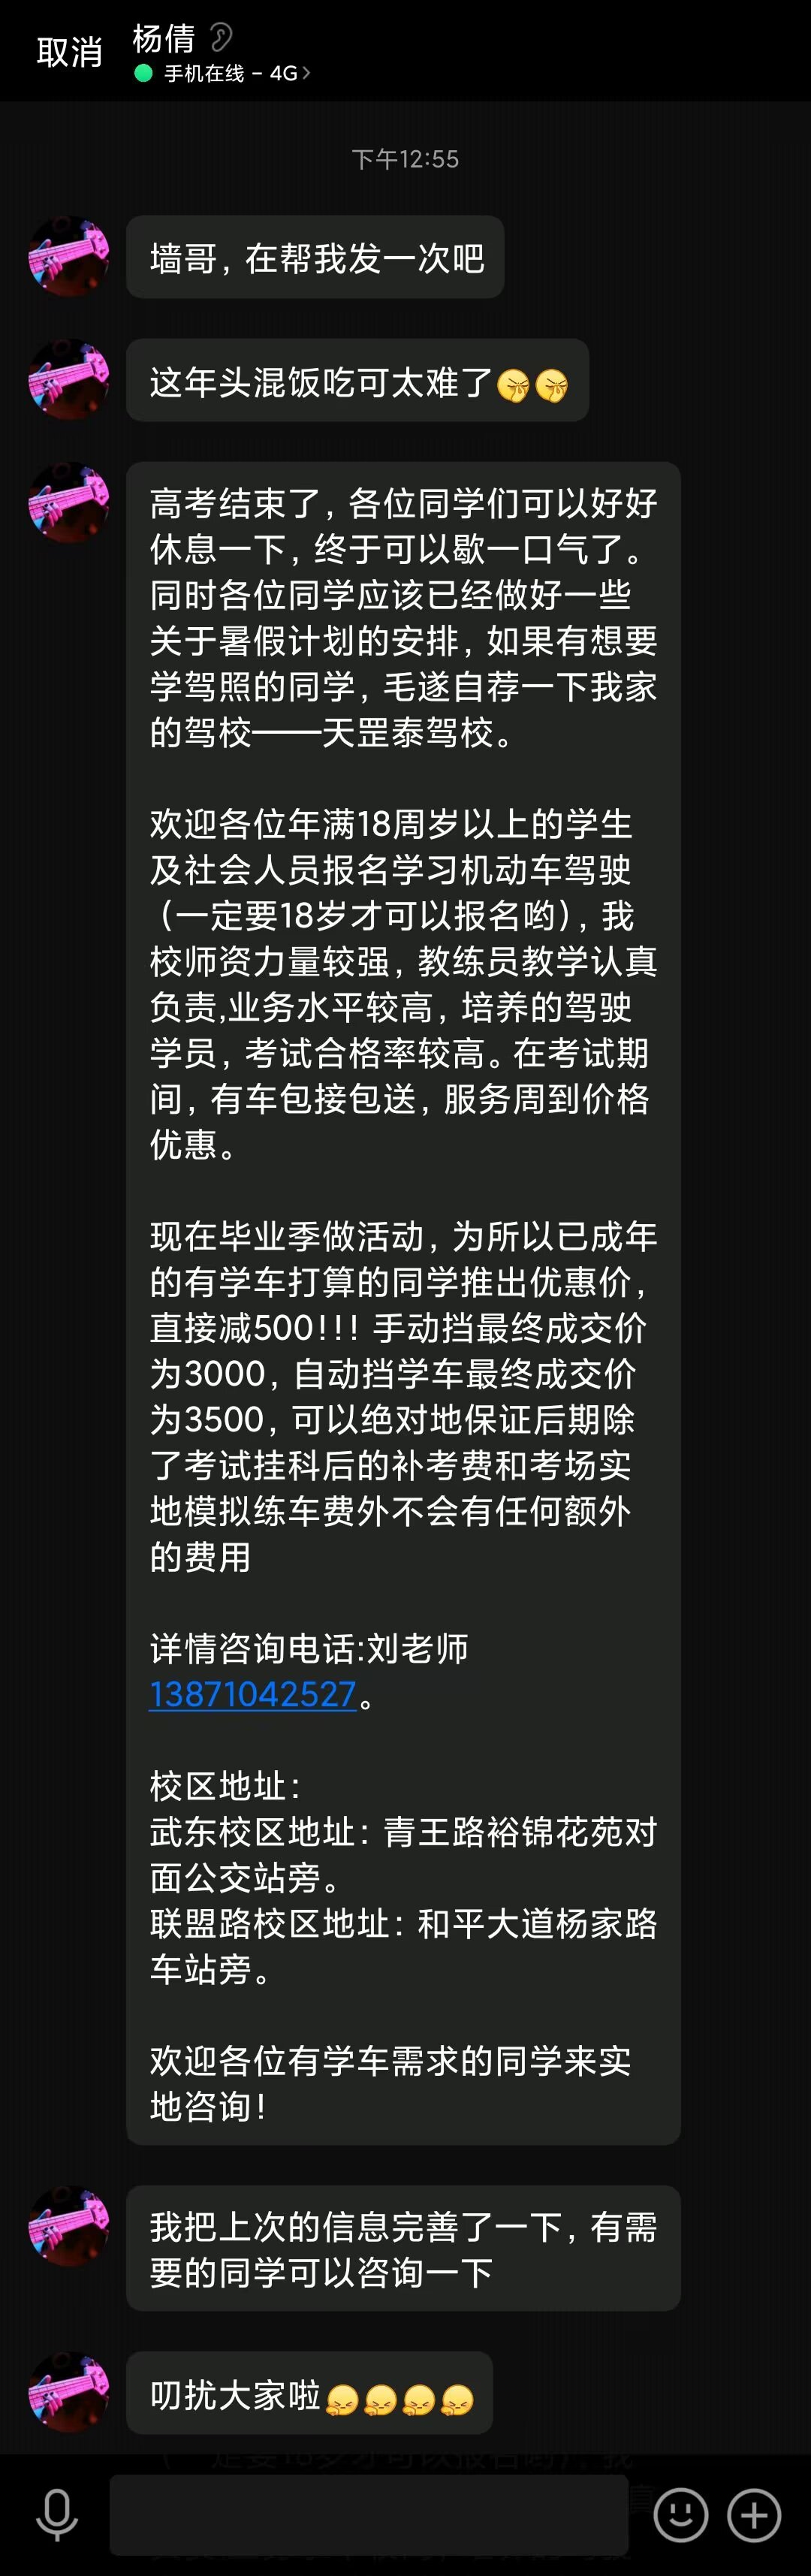 取消
杨倩
手机在线 - 4G
下午12:55
墙哥，在帮我发一次吧
这年头混饭吃可太难了
高考结束了，各位同学们可以好好
休息一下，终于可以歇一口气了。
同时各位同学应该已经做好一些
关于暑假计划的安排，如果有想要
学驾照的同学，毛遂自荐一下我家
的驾校——天罡泰驾校。
欢迎各位年满18周岁以上的学生
及社会人员报名学习机动车驾驶
（一定要18岁才可以报名哟），我
校师资力量较强，教练员教学认真
负责,业务水平较高，培养的驾驶
学员，考试合格率较高。在考试期
间，有车包接包送，服务周到价格
优惠。
现在毕业季做活动，为所以已成年
的有学车打算的同学推出优惠价，
直接减500!!! 手动挡最终成交价
为3000，自动挡学车最终成交价
为3500，可以绝对地保证后期除
了考试挂科后的补考费和考场实
地模拟练车费外不会有任何额外
的费用
详情咨询电话:刘老师
13871042527。
校区地址：
武东校区地址：青王路裕锦花苑对
面公交站旁。
联盟路校区地址：和平大道杨家路
车站旁。
欢迎各位有学车需求的同学来实
地咨询！
我把上次的信息完善了一下，有需
要的同学可以咨询一下
叨扰大家啦